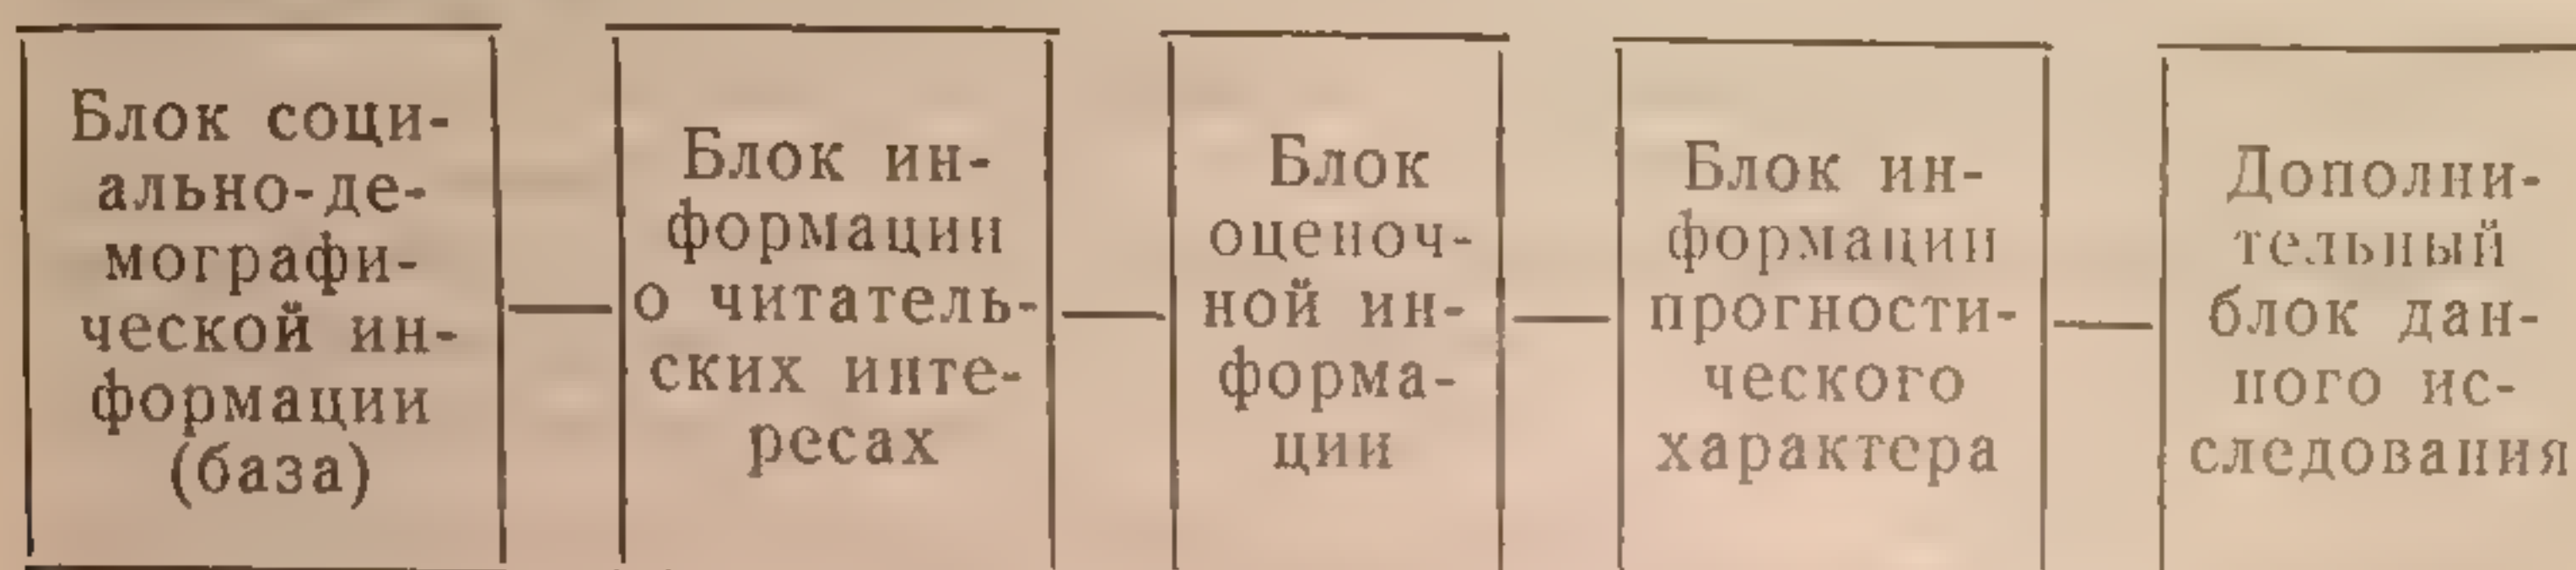 Блок соци-
ально-де-
мографи-
ческой ин-
формации
(база)
Блок ин-
формации
о читатель-
ских инте-
ресах
Блок
оценоч-
ной ин-
форма-
ции
Блок ин-
формации
прогности-
ческого
характера
Дополни-
тельный
блок дан-
ного ис-
следования